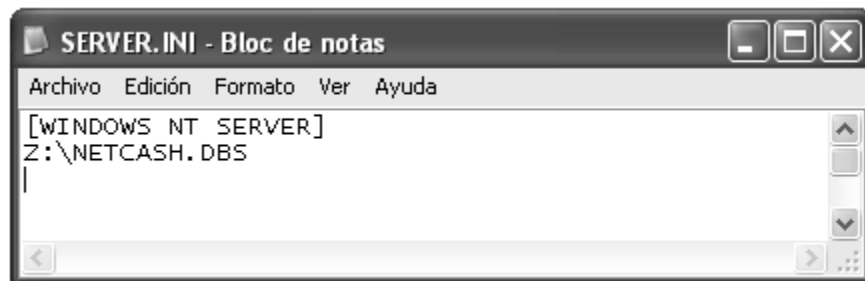 SERVER.INI - Bloc de notas
Archivo Edición Formato Ver Ayuda
[WINDOWS NT SERVER]
Z:\NETCASH.DBS